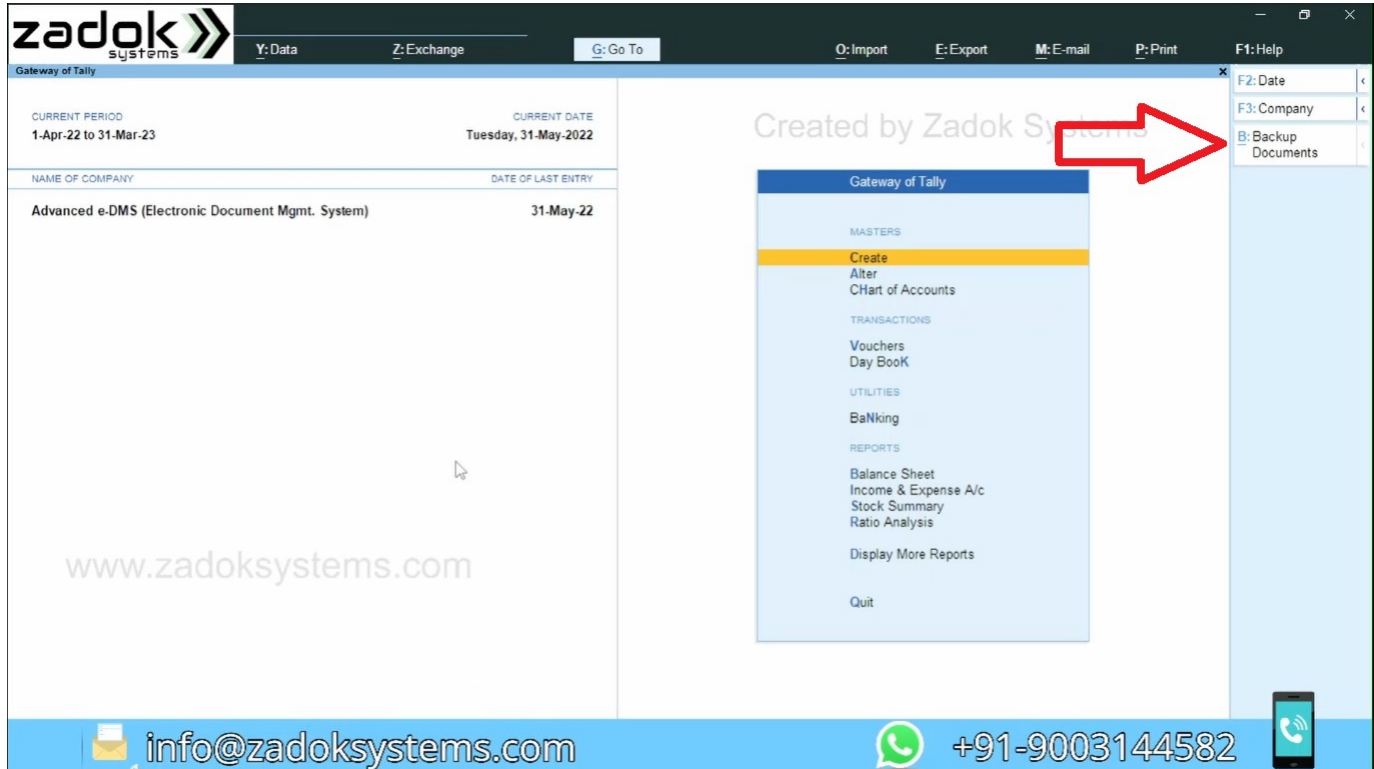 zadok
systems
Y: Data
Z: Exchange
G: Go To
O: Import
E: Export
M: E-mail
P: Print
F1: Help
Gateway of Tally
CURRENT PERIOD
CURRENT DATE
1-Apr-22 to 31-Mar-23
Tuesday, 31-May-2022
NAME OF COMPANY
DATE OF LAST ENTRY
Advanced e-DMS (Electronic Document Mgmt. System)
31-May-22
www.zadoksystems.com
Created by Zadok Systems
Gateway of Tally
MASTERS
Create
Alter
CHart of Accounts
TRANSACTIONS
Vouchers
Day BooK
UTILITIES
BaNking
REPORTS
Balance Sheet
Income & Expense A/c
Stock Summary
Ratio Analysis
Display More Reports
Quit
F2: Date
F3: Company
B: Backup
Documents
info@zadoksystems.com
+91-9003144582